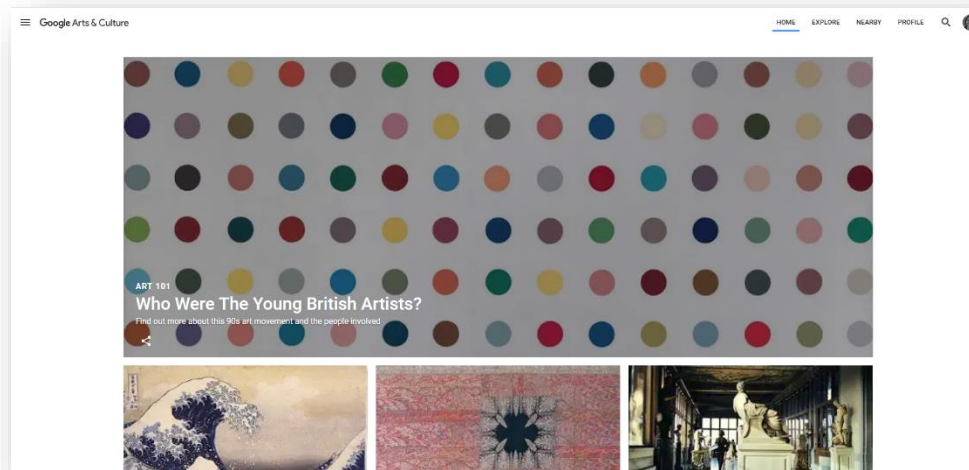 Google Arts & Culture
HOME EXPLORE NEARBY PROFILE
ART 101
Who Were The Young British Artists?
Find out more about this 90s art movement and the people involved